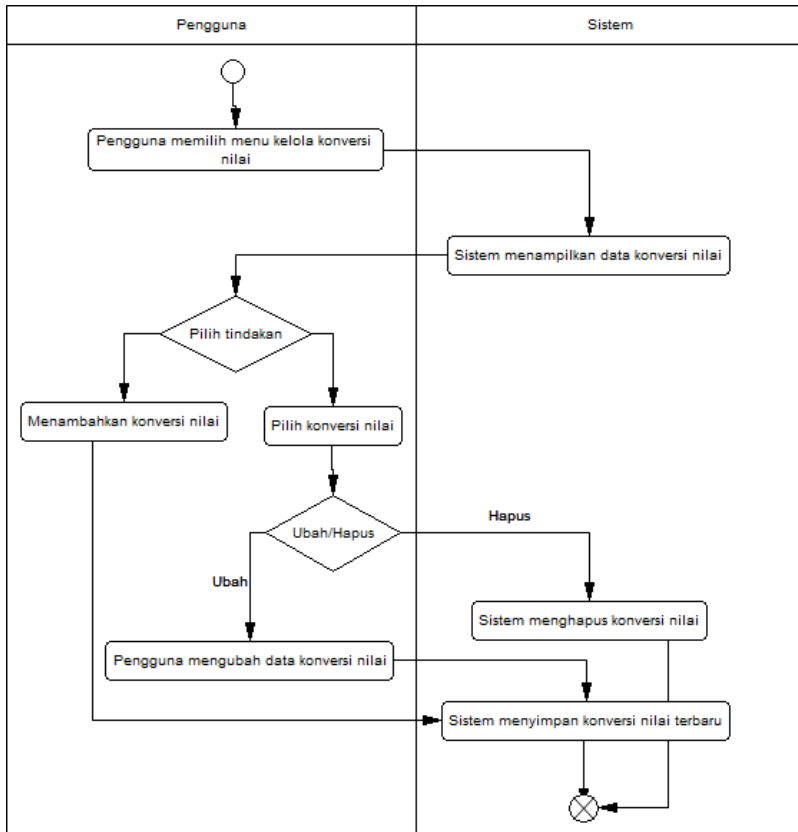 Pengguna
Sistem
Pengguna memilih menu kelola konversi
nilai
Sistem menampilkan data konversi nilai
Pilih tindakan
Menambahkan konversi nilai
Pilih konversi nilai
Ubah/Hapus
Hapus
Ubah
Sistem menghapus konversi nilai
Pengguna mengubah data konversi nilai
Sistem menyimpan konversi nilai terbaru